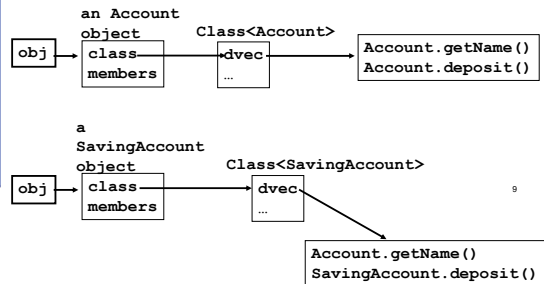 an Account
object
Class<Account>
obj
class
members
dvec
…
Account.getName()
Account.deposit()
a
SavingAccount
object
Class<SavingAccount>
obj
class
members
dvec
…
9
Account.getName()
SavingAccount.deposit()